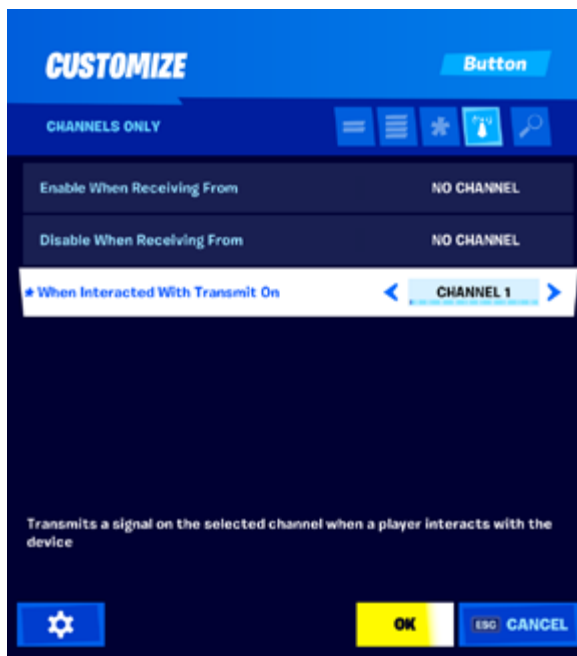 CUSTOMIZE
Button
CHANNELS ONLY
Enable When Receiving From NO CHANNEL
Disable When Receiving From NO CHANNEL
* When Interacted With Transmit On CHANNEL 1
Transmits a signal on the selected channel when a player interacts with the
device
OK
ESC CANCEL